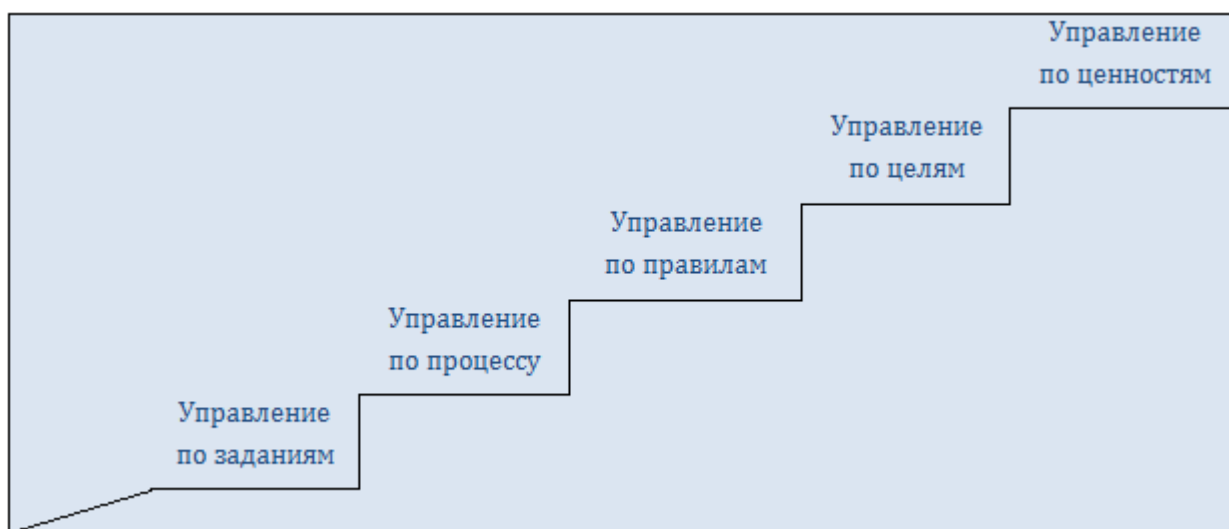 Управление
по ценностям
Управление
по целям
Управление
по правилам
Управление
по процессу
Управление
по заданиям